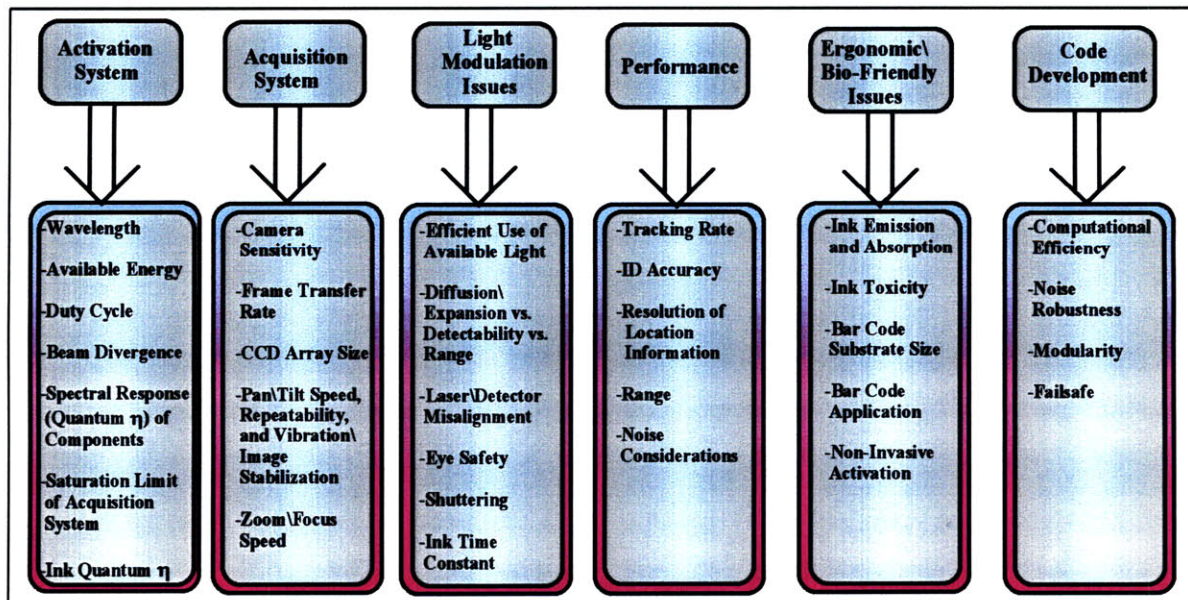 Activation
System
Acquisition
System
Light
Modulation
Issues
Performance
Ergonomic\
Bio-Friendly
Issues
Code
Development
-Wavelength
-Available Energy
-Duty Cycle
-Beam Divergence
-Spectral Response
(Quantum η) of
Components
-Saturation Limit
of Acquisition
System
-Ink Quantum η
-Camera
Sensitivity
-Frame Transfer
Rate
-CCD Array Size
-Pan\Tilt Speed,
Repeatability,
and Vibration\
Image
Stabilization
-Zoom\Focus
Speed
-Efficient Use of
Available Light
-Diffusion\
Expansion vs.
Detectability vs.
Range
-Laser\Detector
Misalignment
-Eye Safety
-Shuttering
-Ink Time
Constant
-Tracking Rate
-ID Accuracy
-Resolution of
Location
Information
-Range
-Noise
Considerations
-Ink Emission
and Absorption
-Ink Toxicity
-Bar Code
Substrate Size
-Bar Code
Application
-Non-Invasive
Activation
-Computational
Efficiency
-Noise
Robustness
-Modularity
-Failsafe